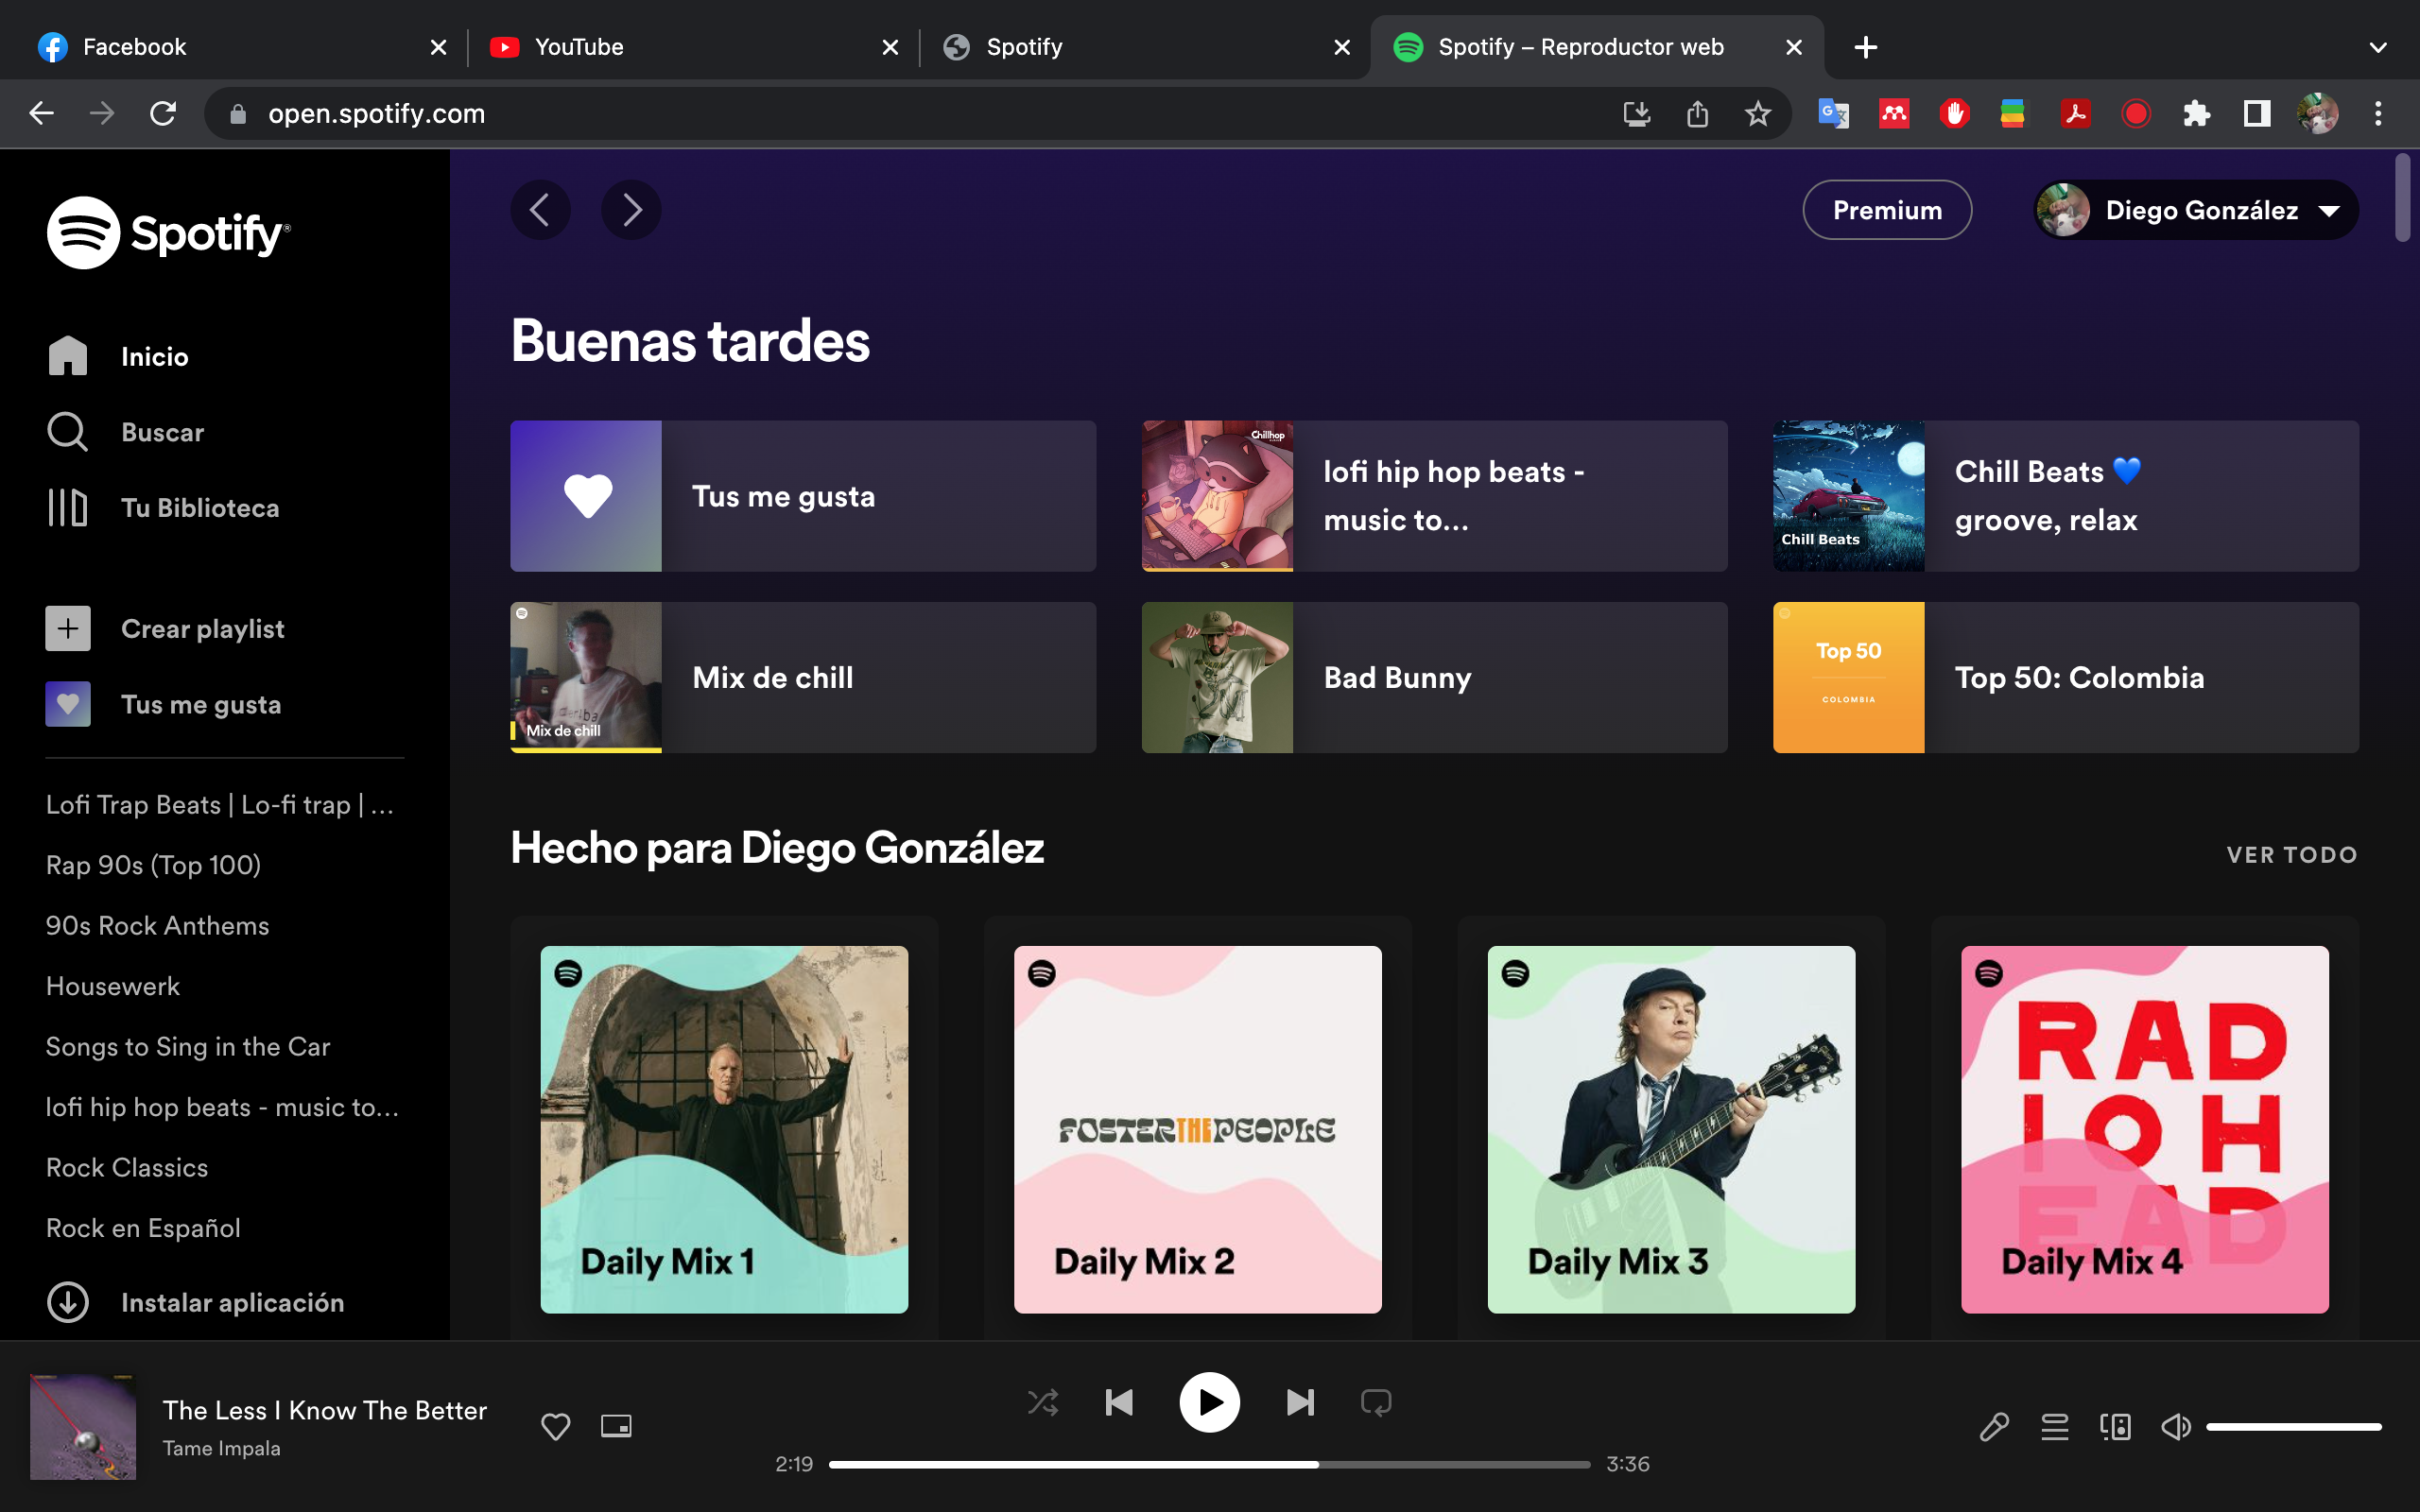 Facebook
YouTube
Spotify
Spotify – Reproductor web
open.spotify.com
Spotify®
Inicio
Buscar
Tu Biblioteca
Crear playlist
Tus me gusta
Lofi Trap Beats | Lo-fi trap | ...
Rap 90s (Top 100)
90s Rock Anthems
Housewerk
Songs to Sing in the Car
lofi hip hop beats - music to...
Rock Classics
Rock en Español
Instalar aplicación
Premium
Diego González
Buenas tardes
Tus me gusta
Chillhop
lofi hip hop beats -
music to...
Chill Beats
Chill Beats 💙
groove, relax
Mix de chill
Mix de chill
Bad Bunny
Top 50
COLOMBIA
Top 50: Colombia
Hecho para Diego González
VER TODO
Daily Mix 1
FOSTERTHEPEOPLE
Daily Mix 2
Daily Mix 3
RAD
IOH
EAD
Daily Mix 4
The Less I Know The Better
Tame Impala
2:19
3:36